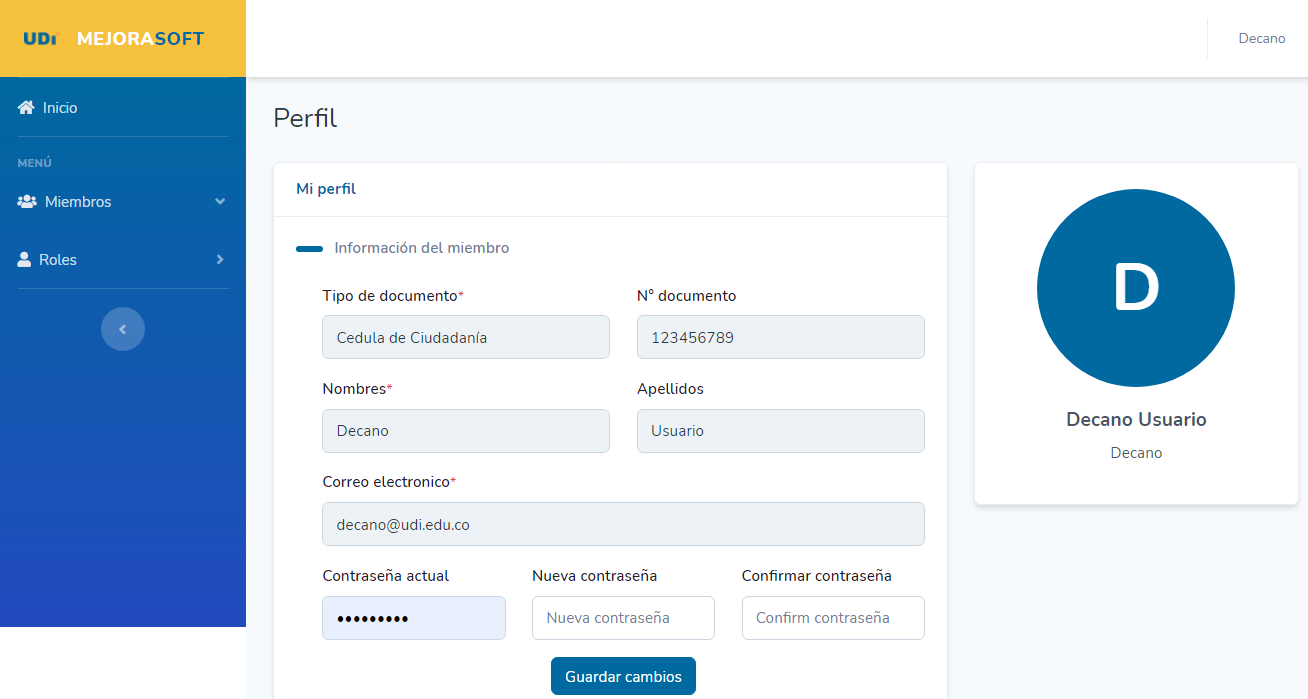 UDi MEJORASOFT
Decano
Inicio
MENÚ
Miembros
Roles
Perfil
Mi perfil
Información del miembro
Tipo de documento* N° documento
Cedula de Ciudadanía 123456789
Nombres* Apellidos
Decano Usuario
Correo electronico*
decano@udi.edu.co
Contraseña actual Nueva contraseña Confirmar contraseña
••••••••• Nueva contraseña Confirm contraseña
Guardar cambios
D
Decano Usuario
Decano